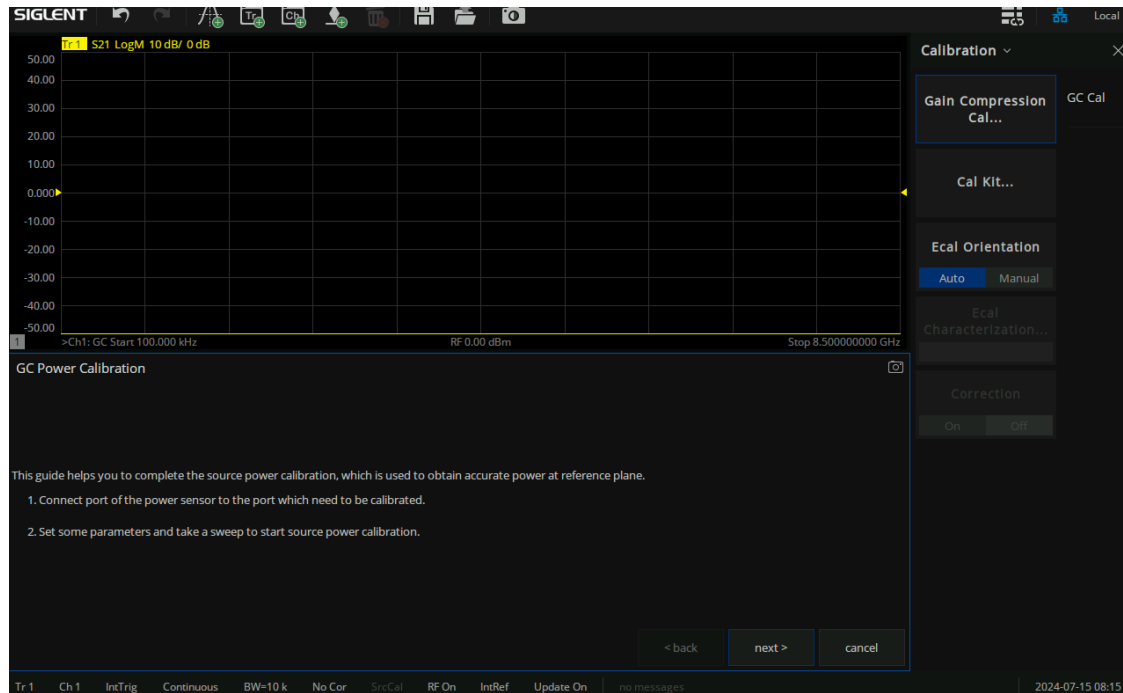 SIGLENT
Tr
Ch
Local
Tr 1 S21 LogM 10 dB/ 0 dB
50.00
40.00
30.00
20.00
10.00
0.000
-10.00
-20.00
-30.00
-40.00
-50.00
1 >Ch1: GC Start 100.000 kHz RF 0.00 dBm Stop 8.500000000 GHz
Calibration
Gain Compression
Cal...
GC Cal
Cal Kit...
Ecal Orientation
Auto Manual
Ecal
Characterization...
Correction
On Off
GC Power Calibration
This guide helps you to complete the source power calibration, which is used to obtain accurate power at reference plane.
1. Connect port of the power sensor to the port which need to be calibrated.
2. Set some parameters and take a sweep to start source power calibration.
< back next > cancel
Tr 1 Ch 1 IntTrig Continuous BW=10 k No Cor SrcCal RF On IntRef Update On no messages 2024-07-15 08:15